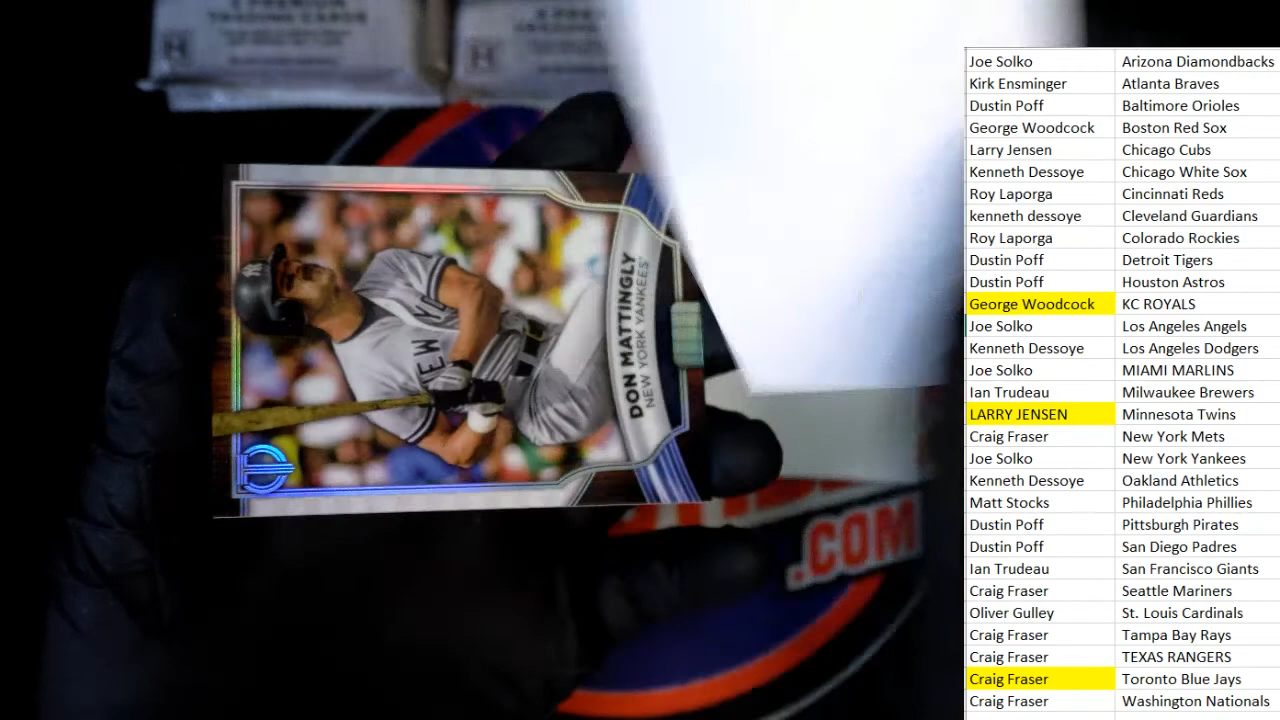 TRADING CARDS
H
H
DON MATTINGLY
NEW YORK YANKEES
NEW YO
NY
.COM
Joe Solko Arizona Diamondbacks
Kirk Ensminger Atlanta Braves
Dustin Poff Baltimore Orioles
George Woodcock Boston Red Sox
Larry Jensen Chicago Cubs
Kenneth Dessoye Chicago White Sox
Roy Laporga Cincinnati Reds
kenneth dessoye Cleveland Guardians
Roy Laporga Colorado Rockies
Dustin Poff Detroit Tigers
Dustin Poff Houston Astros
George Woodcock KC ROYALS
Joe Solko Los Angeles Angels
Kenneth Dessoye Los Angeles Dodgers
Joe Solko MIAMI MARLINS
Ian Trudeau Milwaukee Brewers
LARRY JENSEN Minnesota Twins
Craig Fraser New York Mets
Joe Solko New York Yankees
Kenneth Dessoye Oakland Athletics
Matt Stocks Philadelphia Phillies
Dustin Poff Pittsburgh Pirates
Dustin Poff San Diego Padres
Ian Trudeau San Francisco Giants
Craig Fraser Seattle Mariners
Oliver Gulley St. Louis Cardinals
Craig Fraser Tampa Bay Rays
Craig Fraser TEXAS RANGERS
Craig Fraser Toronto Blue Jays
Craig Fraser Washington Nationals